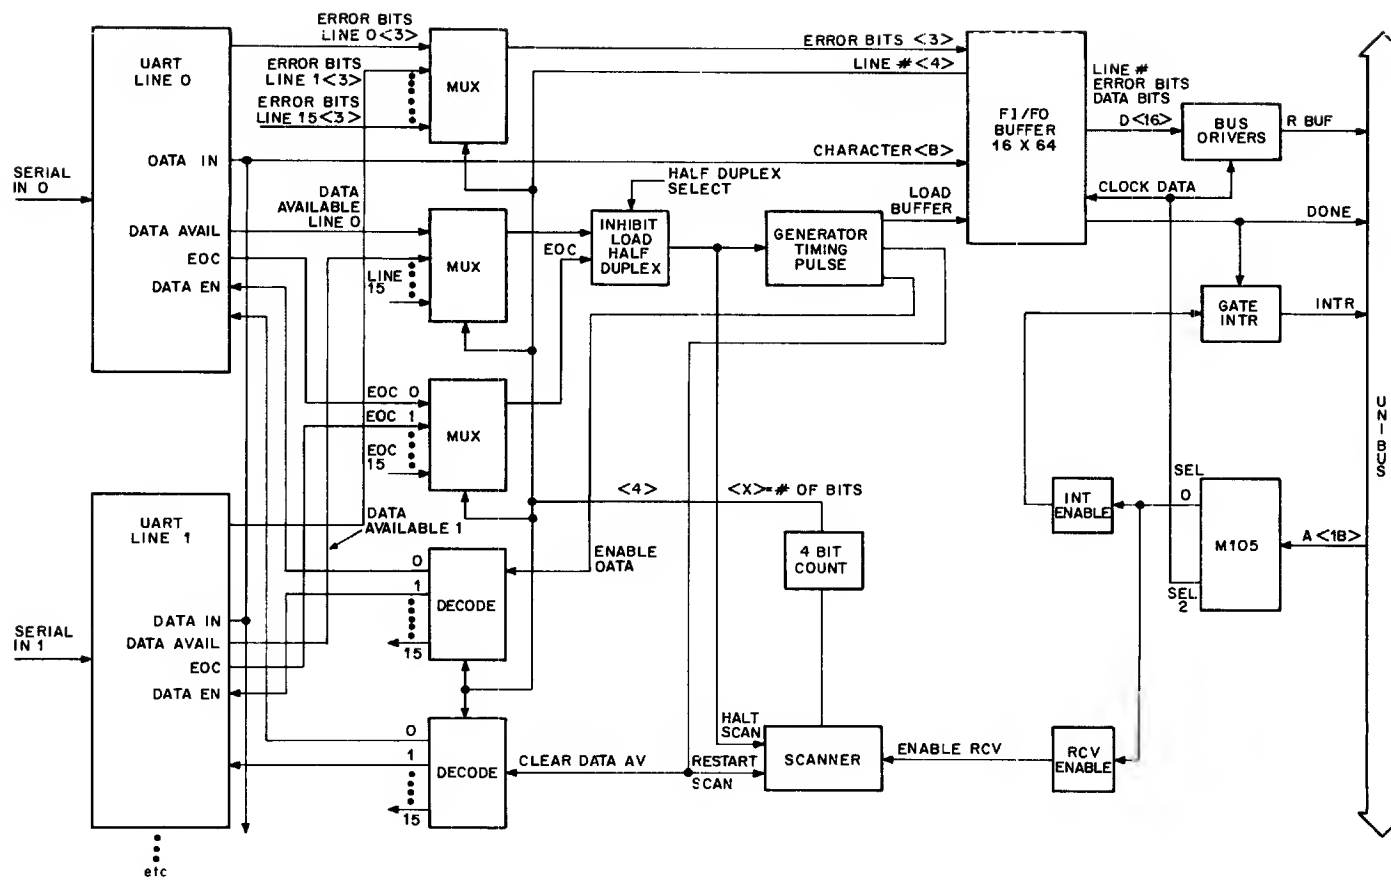 UART
LINE 0
OATA IN
DATA AVAIL
EOC
DATA EN
SERIAL
IN 0
ERROR BITS
LINE 0<3>
ERROR BITS
LINE 1<3>
ERROR BITS
LINE 15<3>
MUX
DATA
AVAILABLE
LINE 0
LINE
15
MUX
EOC 0
EOC 1
EOC
15
MUX
EOC
HALF DUPLEX
SELECT
INHIBIT
LOAD
HALF
DUPLEX
GENERATOR
TIMING
PULSE
LOAD
BUFFER
ERROR BITS <3>
LINE #<4>
CHARACTER<B>
FI/FO
BUFFER
16 X 64
LINE #
ERROR BITS
DATA BITS
D<16>
BUS
ORIVERS
R BUF
CLOCK DATA
DONE
GATE
INTR
INTR
UNIBUS
UART
LINE 1
DATA IN
DATA AVAIL
EOC
DATA EN
SERIAL
IN 1
etc
DATA
AVAILABLE 1
0
1
15
DECODE
ENABLE
OATA
<4>
<X>=# OF BITS
4 BIT
COUNT
0
1
15
DECODE
CLEAR DATA AV
HALT
SCAN
RESTART
SCAN
SCANNER
ENABLE RCV
RCV
ENABLE
INT
ENABLE
SEL
0
SEL
2
M105
A<1B>